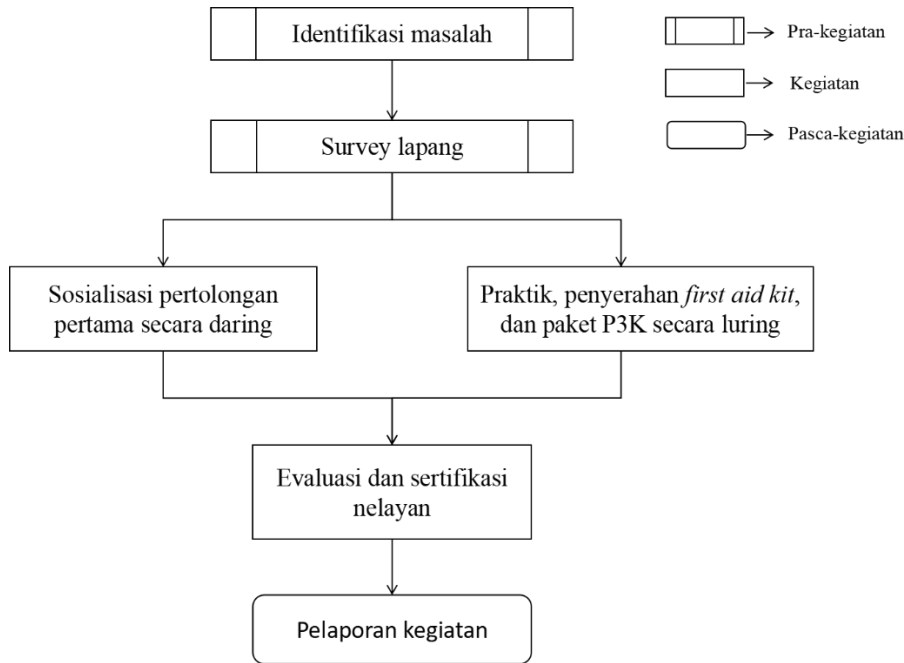 Identifikasi masalah
Pra-kegiatan
Kegiatan
Survey lapang
Pasca-kegiatan
Sosialisasi pertolongan
pertama secara daring
Praktik, penyerahan first aid kit,
dan paket P3K secara luring
Evaluasi dan sertifikasi
nelayan
Pelaporan kegiatan